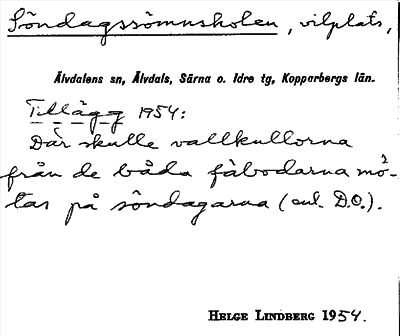 Söndagssömnskolen, vilplats,
Älvdalens sn, Älvdals, Särna o. Idre tg, Kopparbergs län.
Tillägg 1954:
Där skulle vallkullorna
från de båda fäbodarna mö-
tas på söndagarna (enl. D.O.).
HELGE LINDBERG 1954.